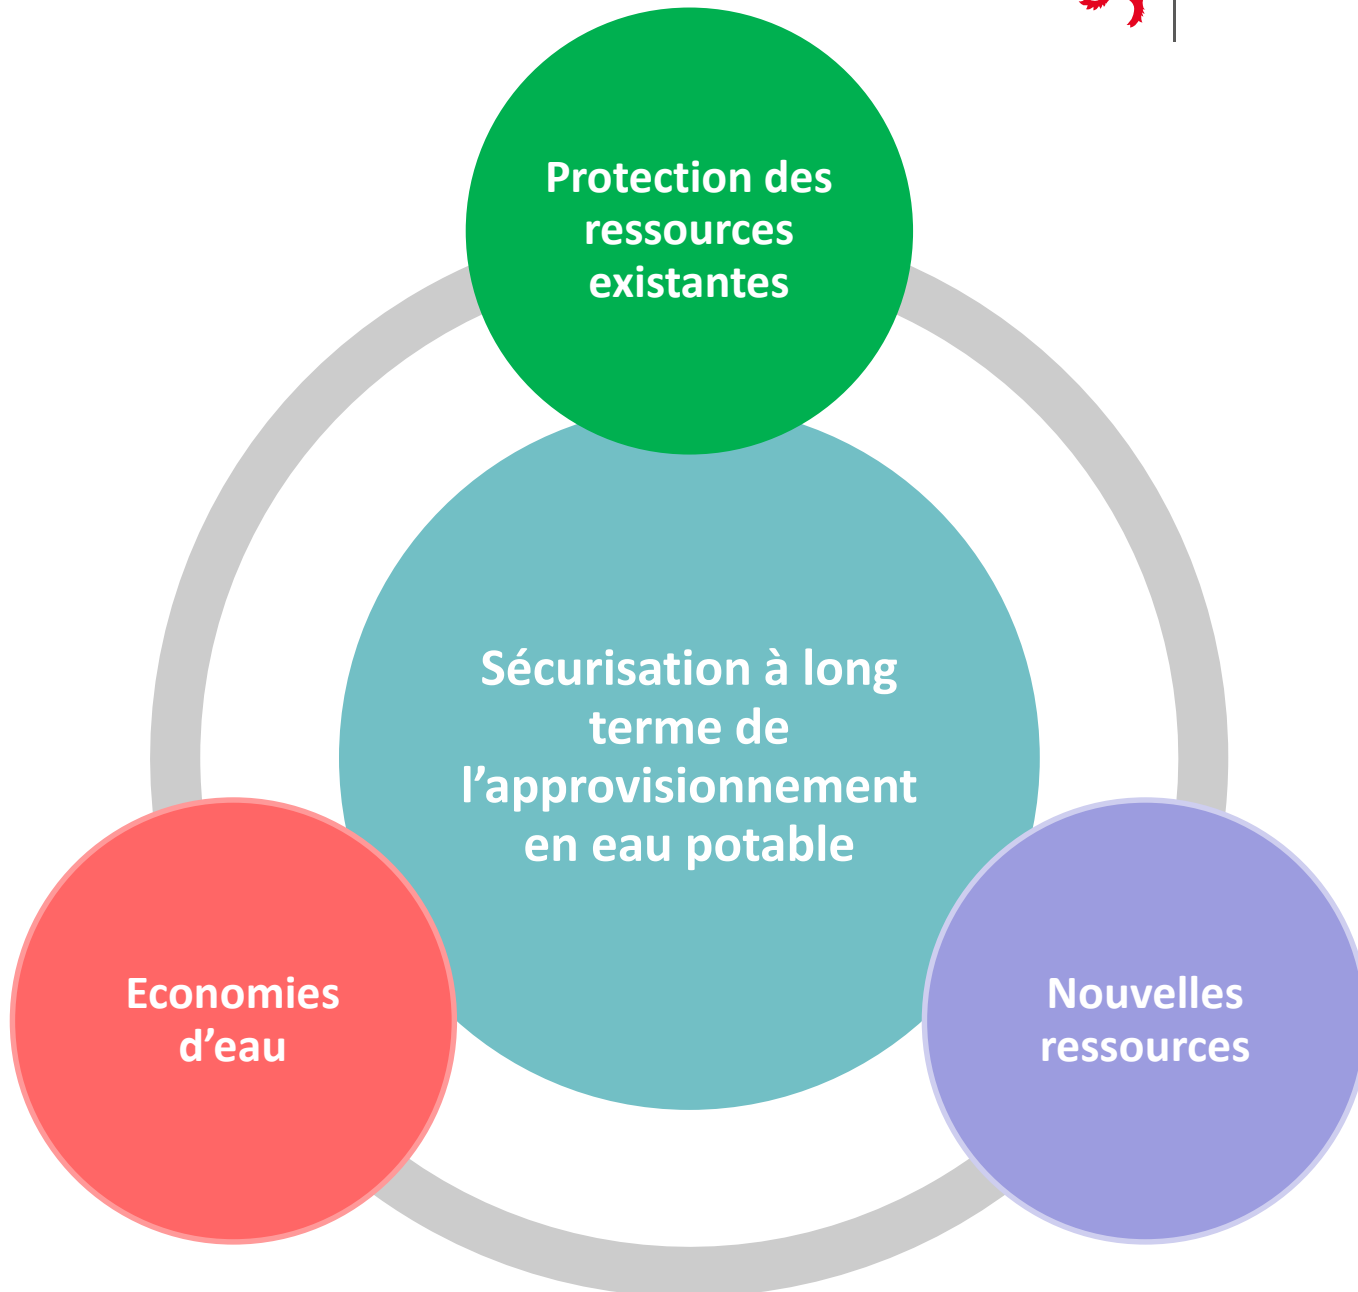 Protection des
ressources
existantes
Sécurisation à long
terme de
l’approvisionnement
en eau potable
Economies
d’eau
Nouvelles
ressources